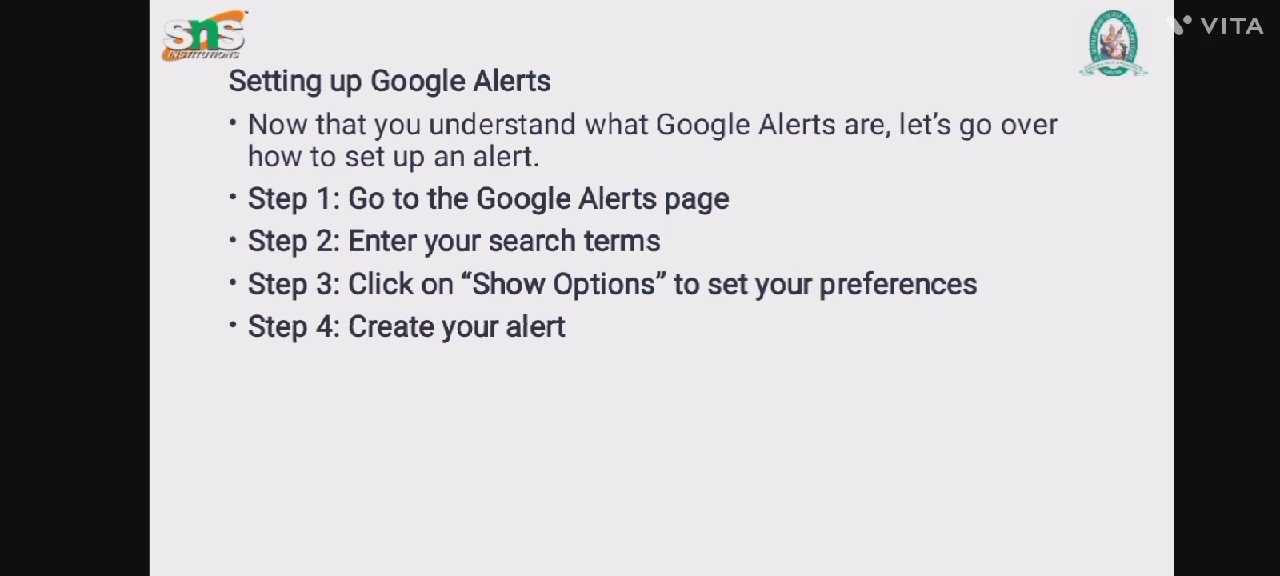 SNS
INSTITUTIONS
VITA
Setting up Google Alerts
• Now that you understand what Google Alerts are, let’s go over
how to set up an alert.
• Step 1: Go to the Google Alerts page
• Step 2: Enter your search terms
• Step 3: Click on “Show Options” to set your preferences
• Step 4: Create your alert